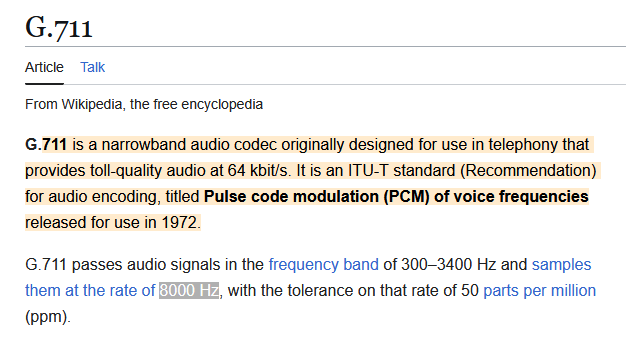 G.711
Article Talk
From Wikipedia, the free encyclopedia
G.711 is a narrowband audio codec originally designed for use in telephony that
provides toll-quality audio at 64 kbit/s. It is an ITU-T standard (Recommendation)
for audio encoding, titled Pulse code modulation (PCM) of voice frequencies
released for use in 1972.
G.711 passes audio signals in the frequency band of 300–3400 Hz and samples
them at the rate of 8000 Hz, with the tolerance on that rate of 50 parts per million
(ppm).